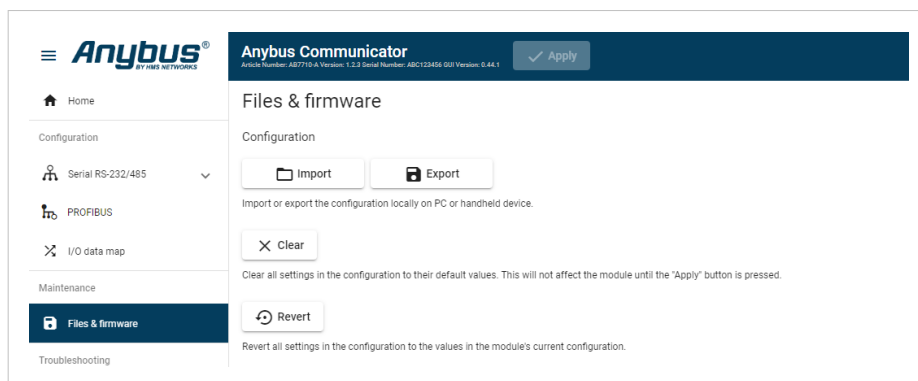 Anybus®
BY HMS NETWORKS
Anybus Communicator
Article Number: AB7710-A Version: 1.2.3 Serial Number: ABC123456 GUI Version: 0.44.1
Apply
Home
Configuration
Serial RS-232/485
PROFIBUS
I/O data map
Maintenance
Files & firmware
Troubleshooting
Files & firmware
Configuration
Import Export
Import or export the configuration locally on PC or handheld device.
Clear
Clear all settings in the configuration to their default values. This will not affect the module until the "Apply" button is pressed.
Revert
Revert all settings in the configuration to the values in the module's current configuration.